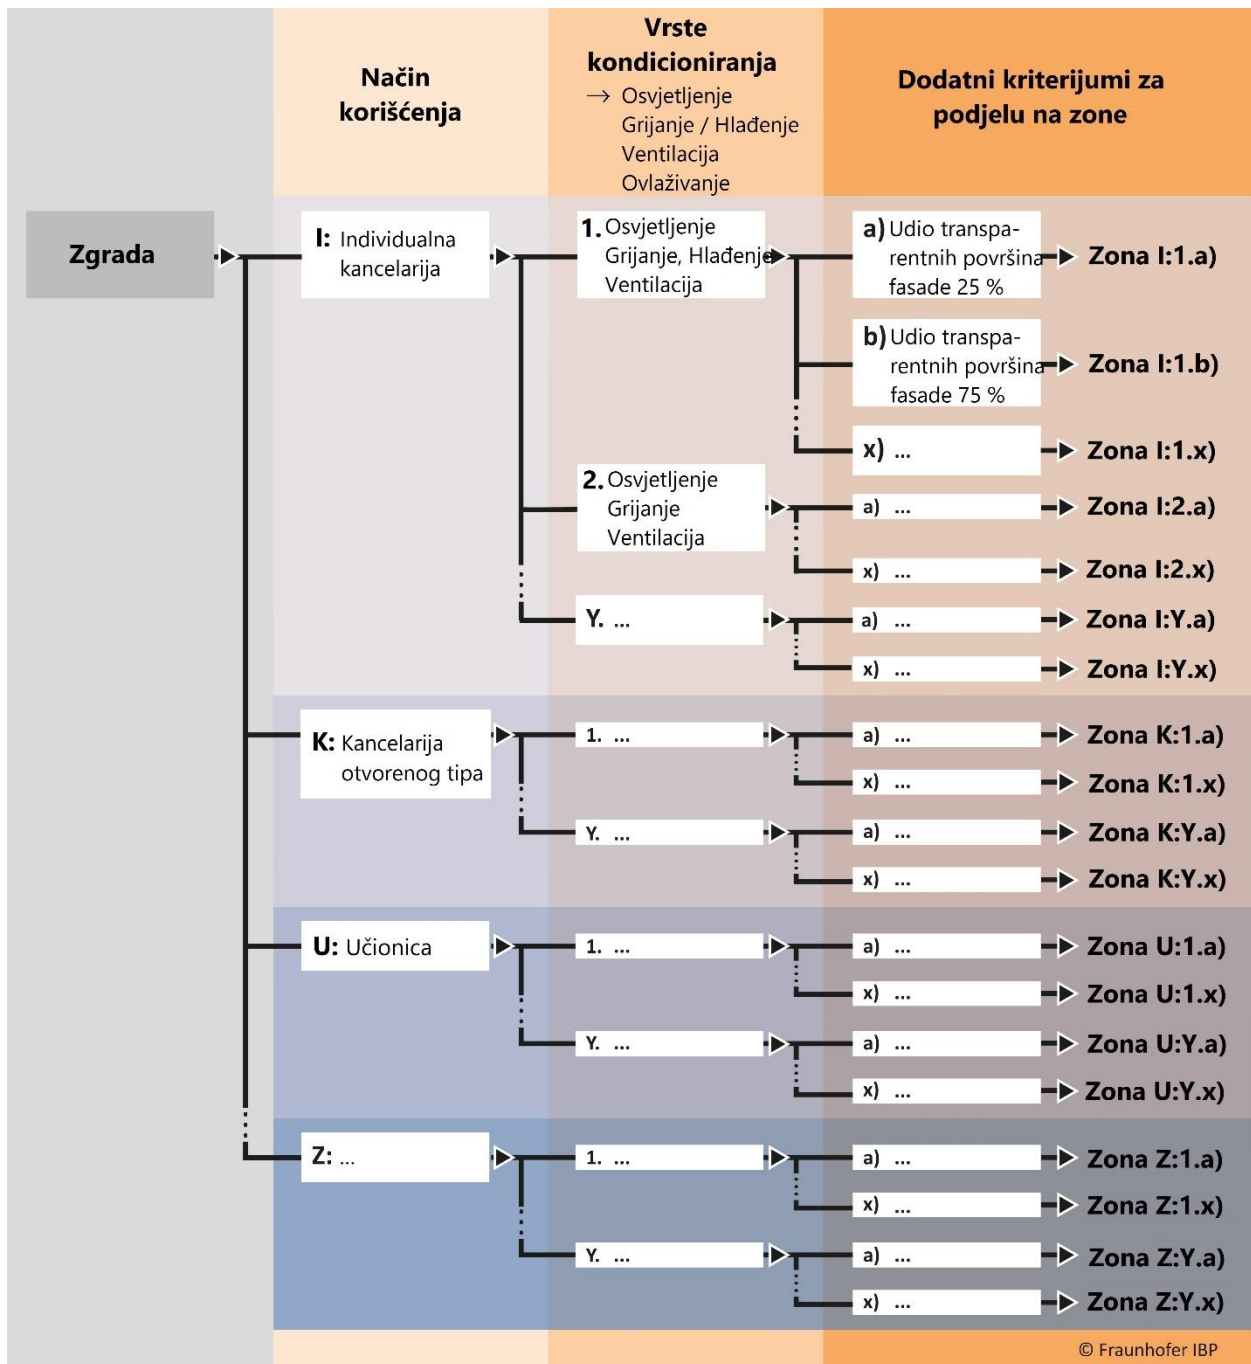 Način
korišćenja
Vrste
kondicioniranja
→ Osvjetljenje
Grijanje / Hlađenje
Ventilacija
Ovlaživanje
Dodatni kriterijumi za
podjelu na zone
Zgrada
I: Individualna
kancelarija
1. Osvjetljenje
Grijanje, Hlađenje
Ventilacija
a) Udio transpa-
rentnih površina
fasade 25 %
Zona I:1.a)
b) Udio transpa-
rentnih površina
fasade 75 %
Zona I:1.b)
x) ...
Zona I:1.x)
2. Osvjetljenje
Grijanje
Ventilacija
a) ...
Zona I:2.a)
x) ...
Zona I:2.x)
Y. ...
a) ...
Zona I:Y.a)
x) ...
Zona I:Y.x)
K: Kancelarija
otvorenog tipa
1. ...
a) ...
Zona K:1.a)
x) ...
Zona K:1.x)
Y. ...
a) ...
Zona K:Y.a)
x) ...
Zona K:Y.x)
U: Učionica
1. ...
a) ...
Zona U:1.a)
x) ...
Zona U:1.x)
Y. ...
a) ...
Zona U:Y.a)
x) ...
Zona U:Y.x)
Z: ...
1. ...
a) ...
Zona Z:1.a)
x) ...
Zona Z:1.x)
Y. ...
a) ...
Zona Z:Y.a)
x) ...
Zona Z:Y.x)
© Fraunhofer IBP